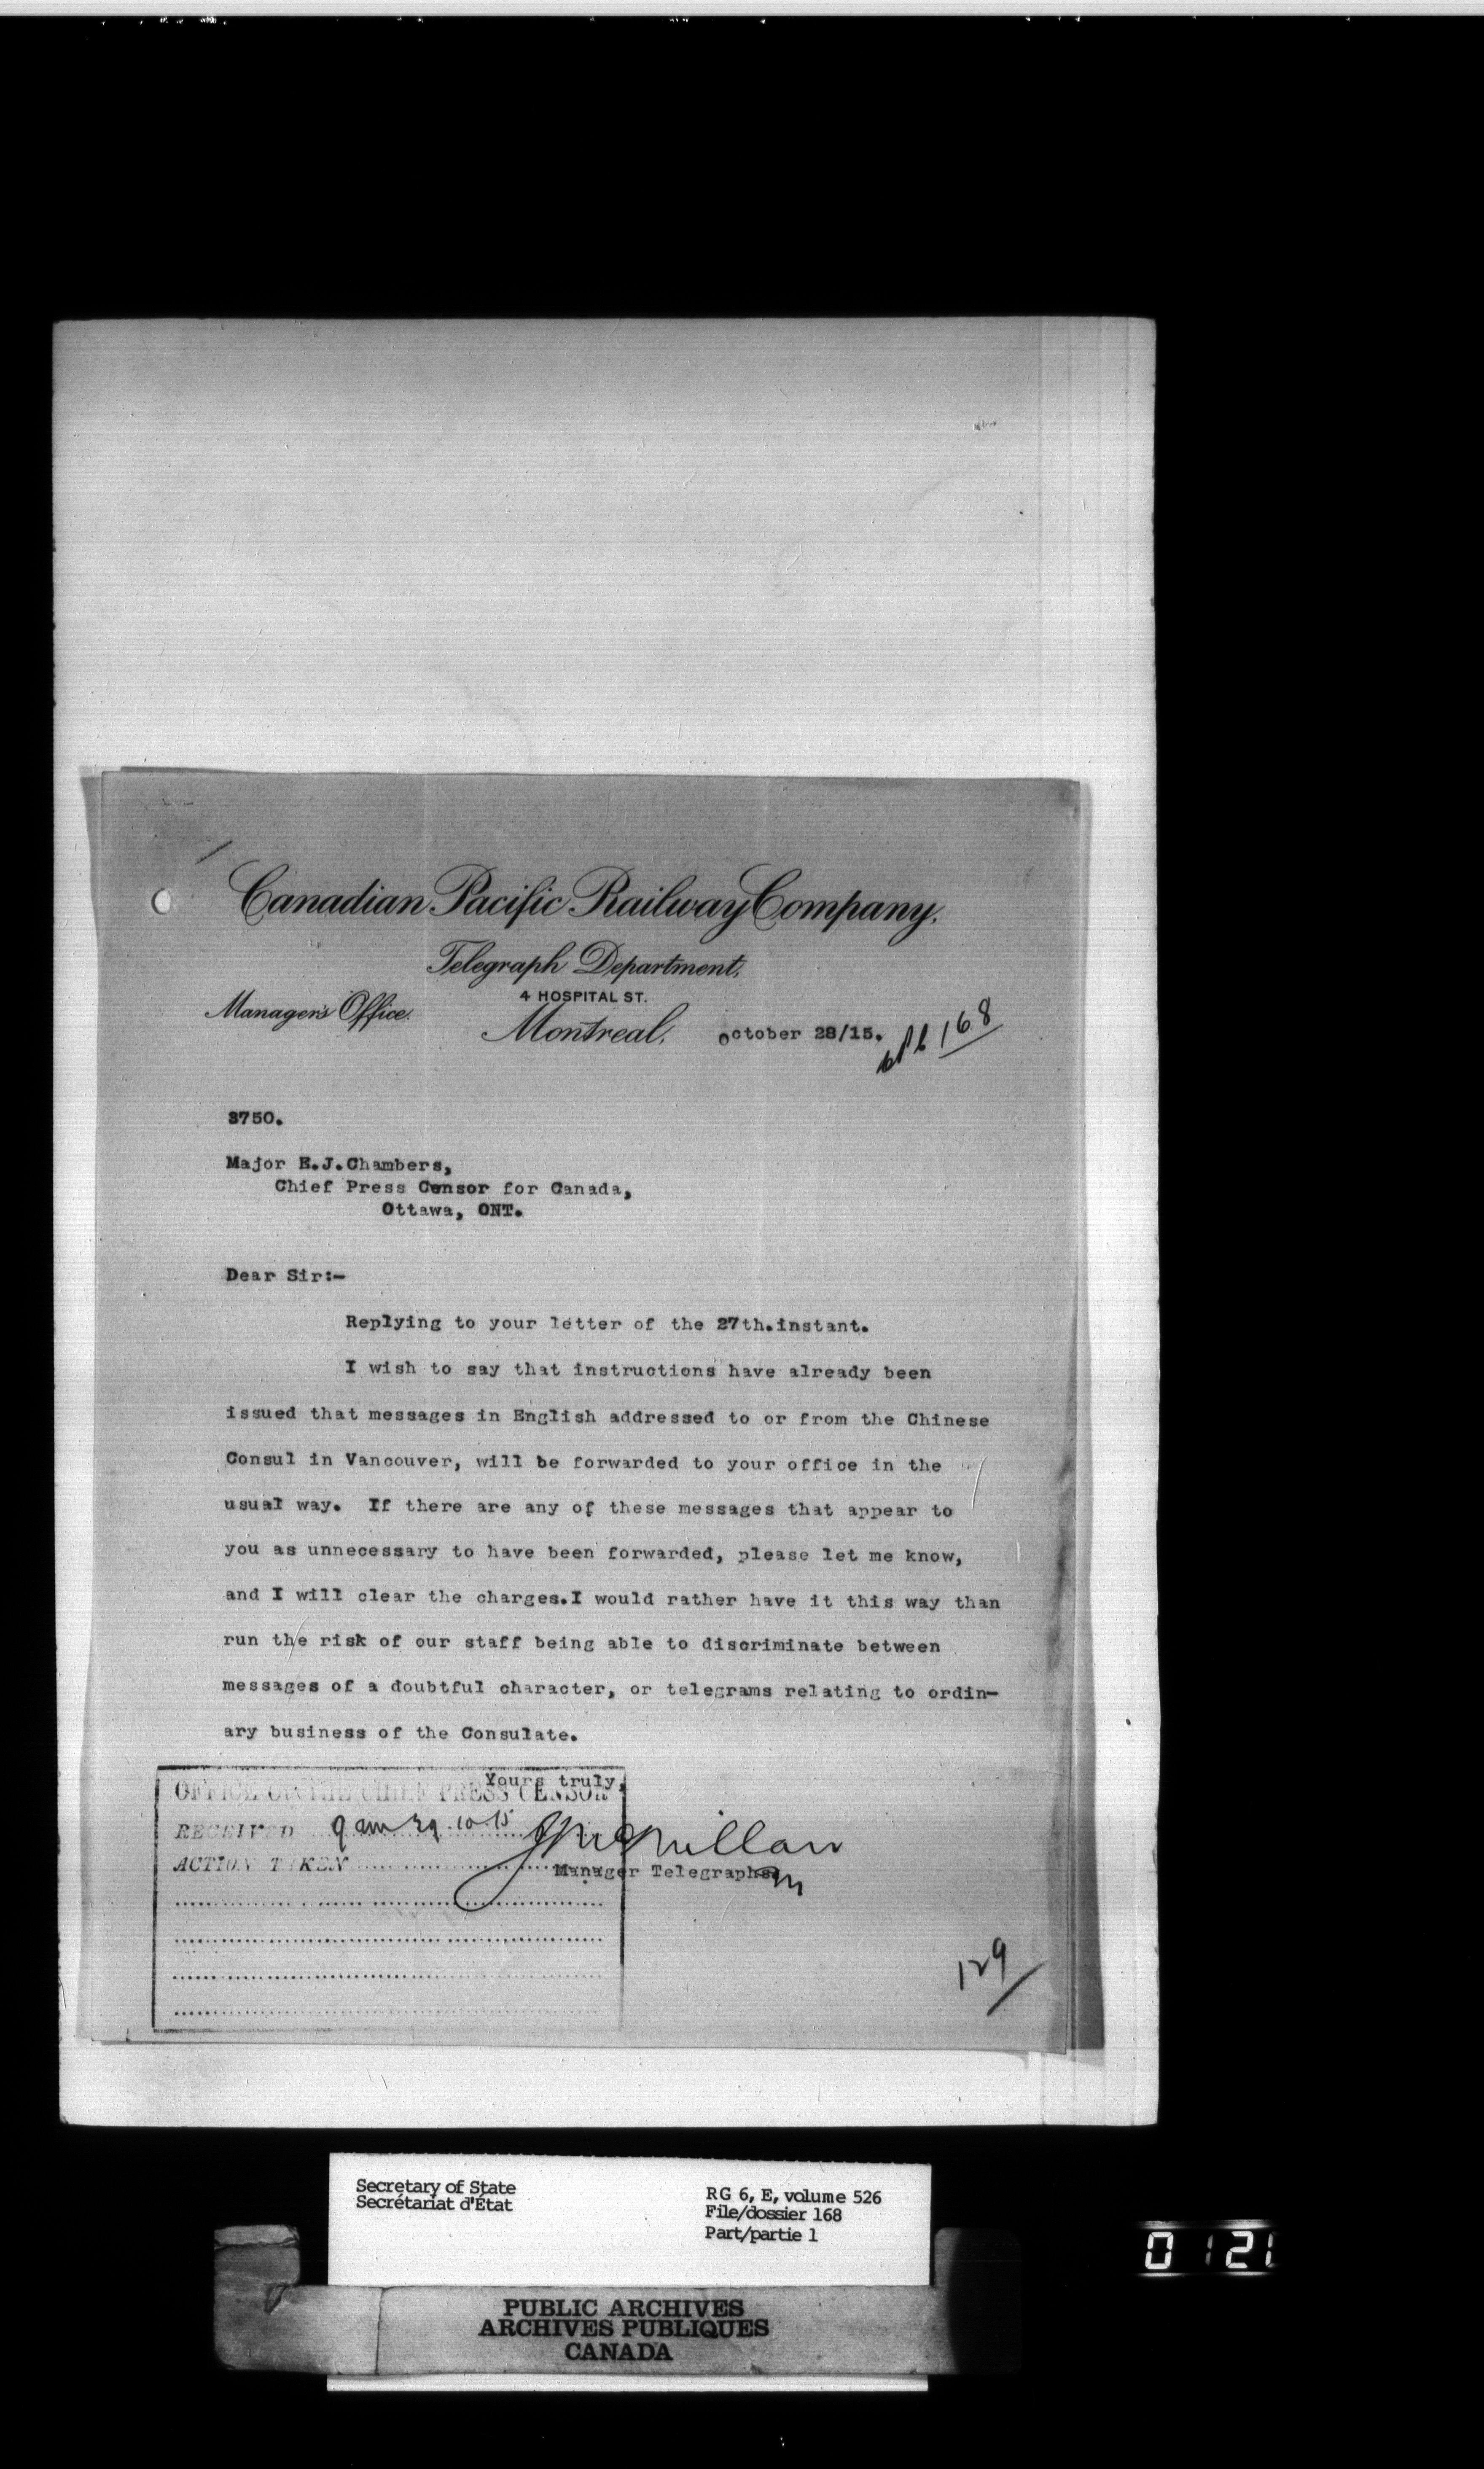 Canadian Pacific Railway Company.
Telegraph Department,
4 HOSPITAL ST.
Manager's Office.
Montreal, October 28/15.
168
3750.
Major E.J.Chambers,
Chief Press Censor for Canada,
Ottawa, ONT.
Dear Sir:-
Replying to your letter of the 27th.instant.
I wish to say that instructions have already been
issued that messages in English addressed to or from the Chinese
Consul in Vancouver, will be forwarded to your office in the
usual way. If there are any of these messages that appear to
you as unnecessary to have been forwarded, please let me know,
and I will clear the charges.I would rather have it this way than
run the risk of our staff being able to discriminate between
messages of a doubtful character, or telegrams relating to ordin-
ary business of the Consulate.
Yours truly,
OFFICE OF THE CHIEF PRESS CENSOR
RECEIVED 9 am 29.10.15
McMillan
ACTION TAKEN
Manager Telegraphs.
129
Secretary of State
Secrétariat d'État
RG 6, E, volume 526
File/dossier 168
Part/partie 1
0121
PUBLIC ARCHIVES
ARCHIVES PUBLIQUES
CANADA